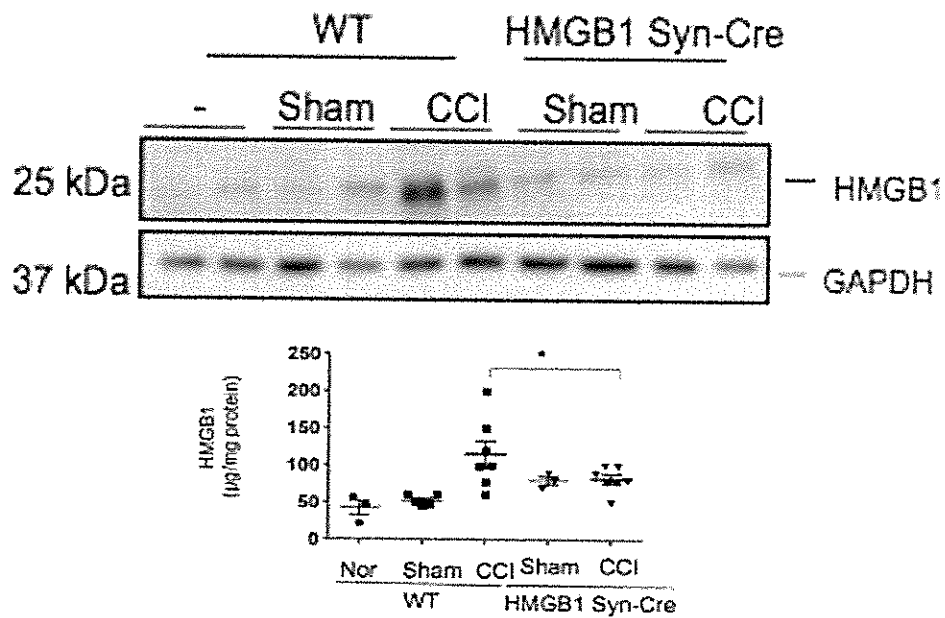 WT HMGB1 Syn-Cre
- Sham CCI Sham CCI
25 kDa HMGB1
37 kDa GAPDH
250
200
150
100
50
0
HMGB1
(µg/mg protein)
*
Nor Sham CCI Sham CCI
WT HMGB1 Syn-Cre